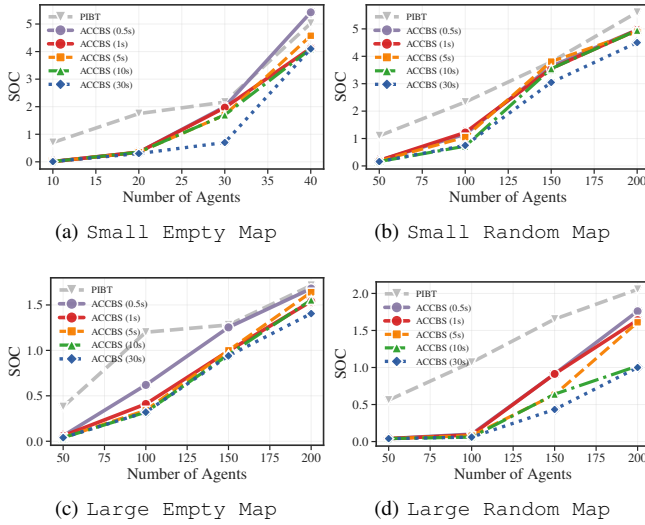 SOC
5
4
3
2
1
0
PIBT
ACCBS (0.5s)
ACCBS (1s)
ACCBS (5s)
ACCBS (10s)
ACCBS (30s)
10 15 20 25 30 35 40
Number of Agents
(a) Small Empty Map
SOC
5
4
3
2
1
0
PIBT
ACCBS (0.5s)
ACCBS (1s)
ACCBS (5s)
ACCBS (10s)
ACCBS (30s)
50 75 100 125 150 175 200
Number of Agents
(b) Small Random Map
SOC
1.5
1.0
0.5
0.0
PIBT
ACCBS (0.5s)
ACCBS (1s)
ACCBS (5s)
ACCBS (10s)
ACCBS (30s)
50 75 100 125 150 175 200
Number of Agents
(c) Large Empty Map
SOC
2.0
1.5
1.0
0.5
0.0
PIBT
ACCBS (0.5s)
ACCBS (1s)
ACCBS (5s)
ACCBS (10s)
ACCBS (30s)
50 75 100 125 150 175 200
Number of Agents
(d) Large Random Map